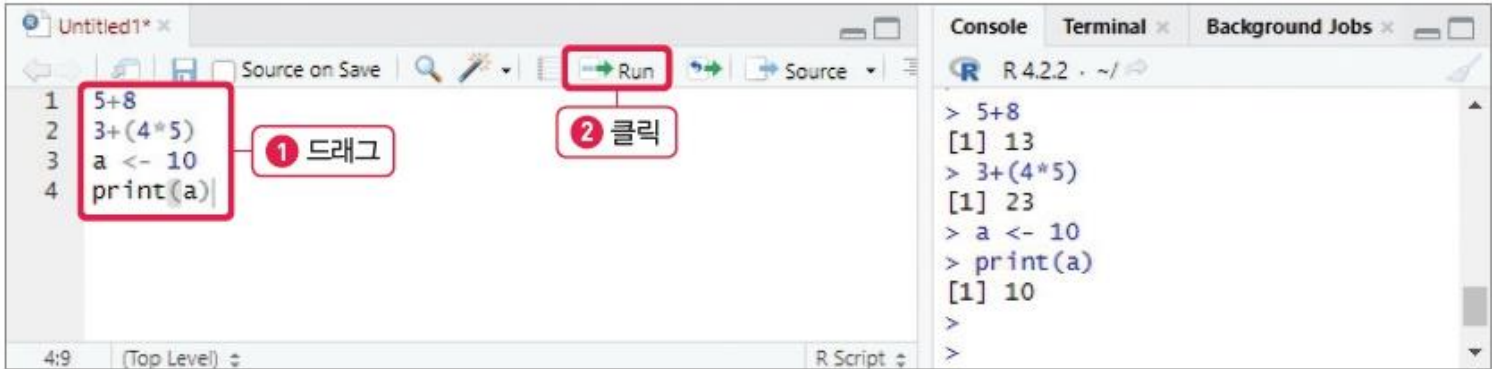 Untitled1*
Source on Save
Run
Source
1 5+8
2 3+(4*5)
3 a <- 10
4 print(a)
1 드래그
2 클릭
4:9 (Top Level) R Script
Console Terminal Background Jobs
R R 4.2.2 · ~/
> 5+8
[1] 13
> 3+(4*5)
[1] 23
> a <- 10
> print(a)
[1] 10
>
>